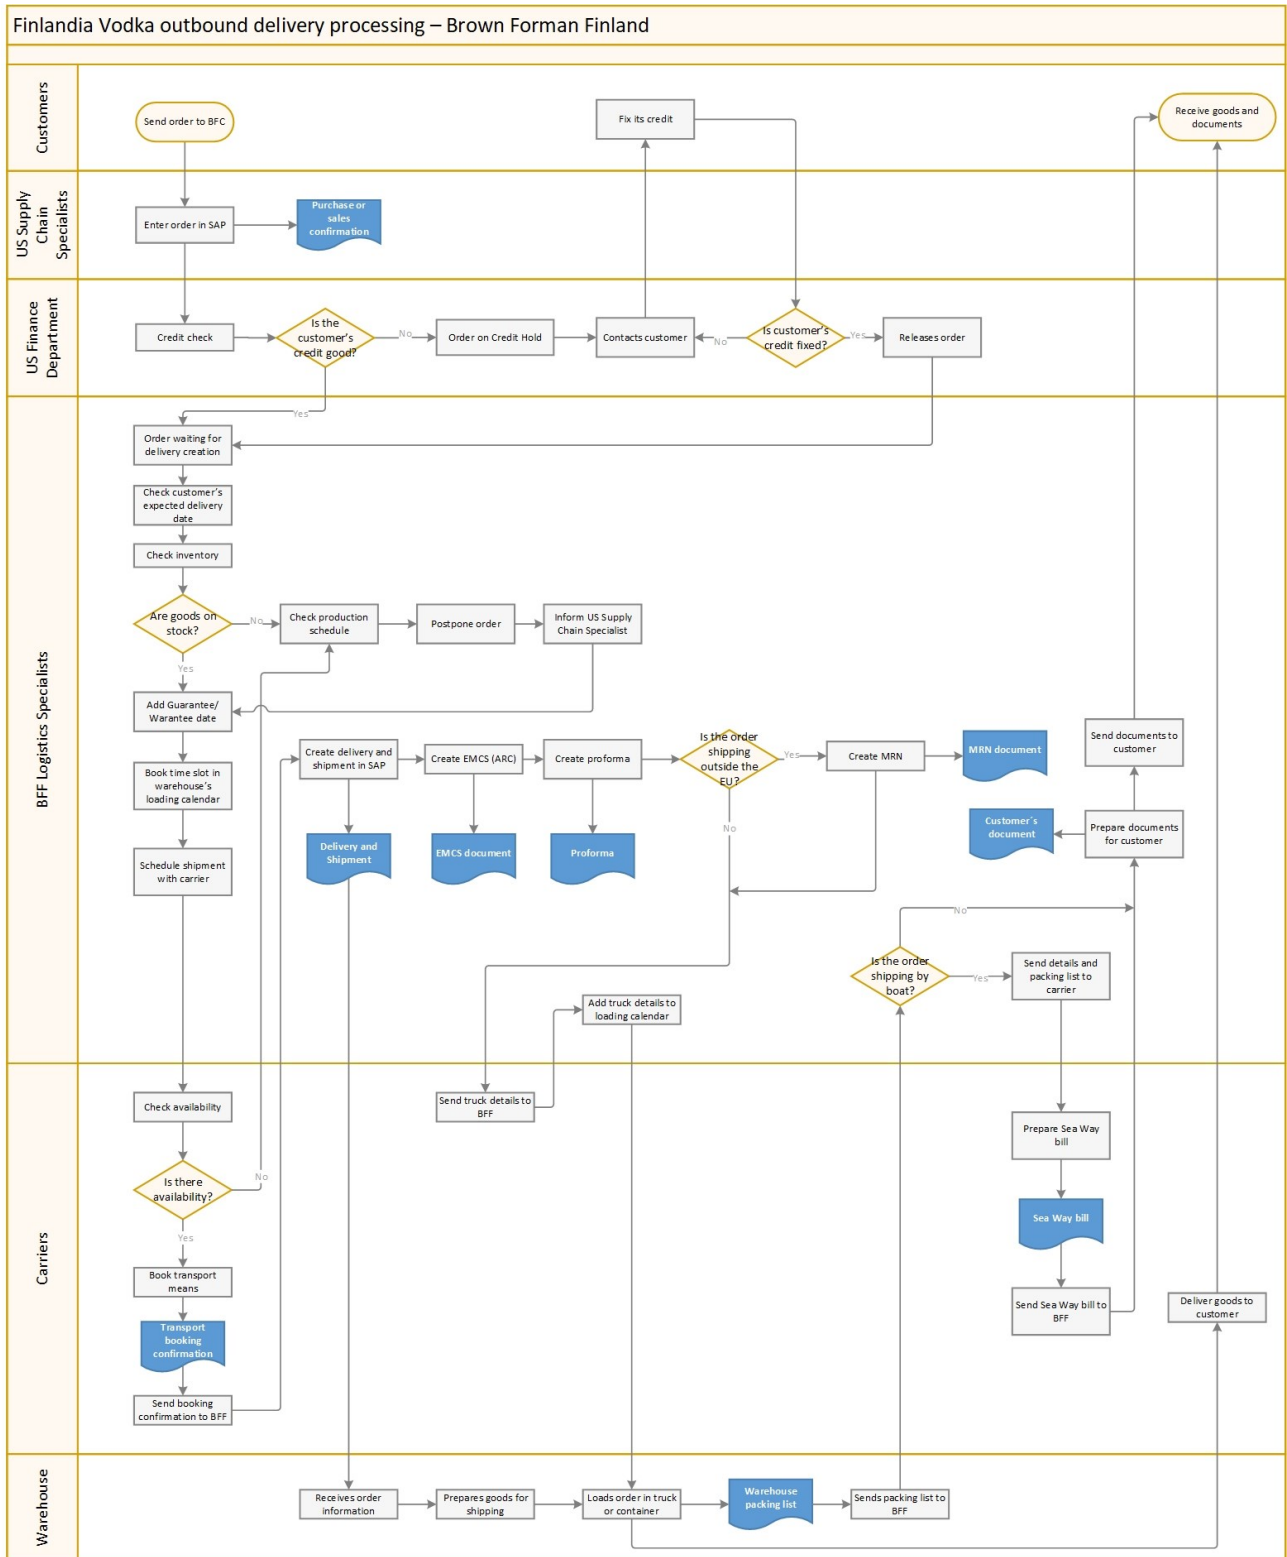 Finlandia Vodka outbound delivery processing – Brown Forman Finland
Customers
Send order to BFC
Fix its credit
Receive goods and
documents
US Supply
Chain
Specialists
Enter order in SAP
Purchase or
sales
confirmation
US Finance
Department
Credit check
Is the
customer's
credit good?
No
Order on Credit Hold
Contacts customer
No
Is customer's
credit fixed?
Yes
Releases order
Yes
BFF Logistics Specialists
Order waiting for
delivery creation
Check customer's
expected delivery
date
Check inventory
Are goods on
stock?
No
Check production
schedule
Postpone order
Inform US Supply
Chain Specialist
Yes
Add Guarantee/
Warantee date
Book time slot in
warehouse's
loading calendar
Schedule shipment
with carrier
Create delivery and
shipment in SAP
Create EMCS (ARC)
Create proforma
Is the order
shipping
outside the
EU?
Yes
Create MRN
MRN document
Send documents to
customer
No
Delivery and
Shipment
EMCS document
Proforma
Customer´s
document
Prepare documents
for customer
No
Is the order
shipping by
boat?
Yes
Send details and
packing list to
carrier
Add truck details to
loading calendar
Carriers
Check availability
Send truck details to
BFF
Is there
availability?
No
Yes
Book transport
means
Transport
booking
confirmation
Send booking
confirmation to BFF
Prepare Sea Way
bill
Sea Way bill
Send Sea Way bill to
BFF
Deliver goods to
customer
Warehouse
Receives order
information
Prepares goods for
shipping
Loads order in truck
or container
Warehouse
packing list
Sends packing list to
BFF